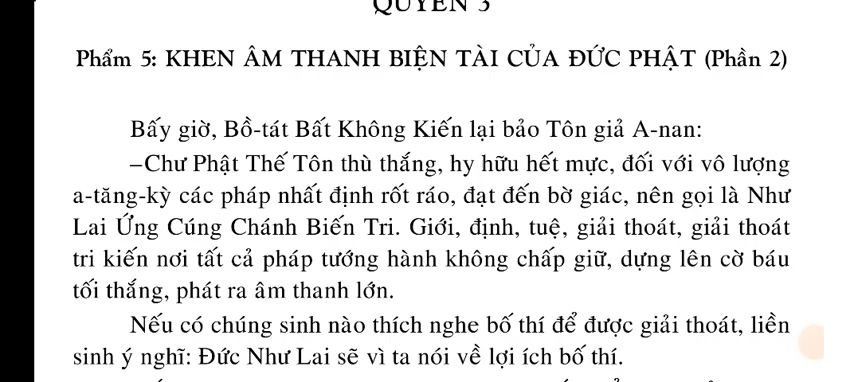 QUYỂN 3
Phẩm 5: KHEN ÂM THANH BIỆN TÀI CỦA ĐỨC PHẬT (Phần 2)
Bấy giờ, Bồ-tát Bất Không Kiến lại bảo Tôn giả A-nan:
–Chư Phật Thế Tôn thù thắng, hy hữu hết mực, đối với vô lượng
a-tăng-kỳ các pháp nhất định rốt ráo, đạt đến bờ giác, nên gọi là Như
Lai Ứng Cúng Chánh Biến Tri. Giới, định, tuệ, giải thoát, giải thoát
tri kiến nơi tất cả pháp tướng hành không chấp giữ, dựng lên cờ báu
tối thắng, phát ra âm thanh lớn.
Nếu có chúng sinh nào thích nghe bố thí để được giải thoát, liền
sinh ý nghĩ: Đức Như Lai sẽ vì ta nói về lợi ích bố thí.